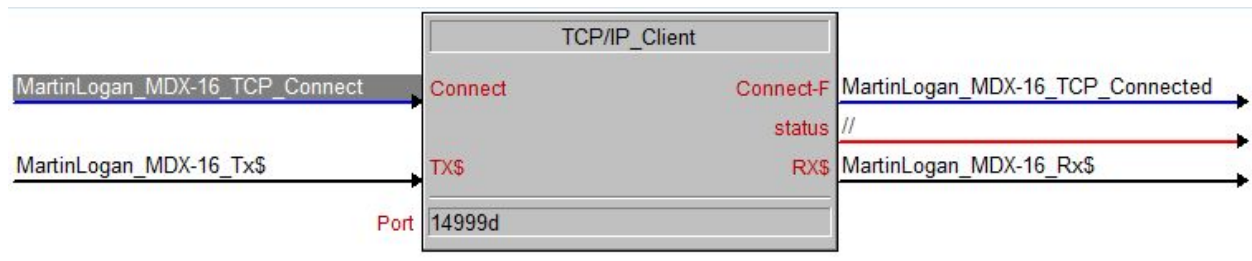 TCP/IP_Client
MartinLogan_MDX-16_TCP_Connect Connect Connect-F MartinLogan_MDX-16_TCP_Connected
status //
MartinLogan_MDX-16_Tx$ TX$ RX$ MartinLogan_MDX-16_Rx$
Port 14999d